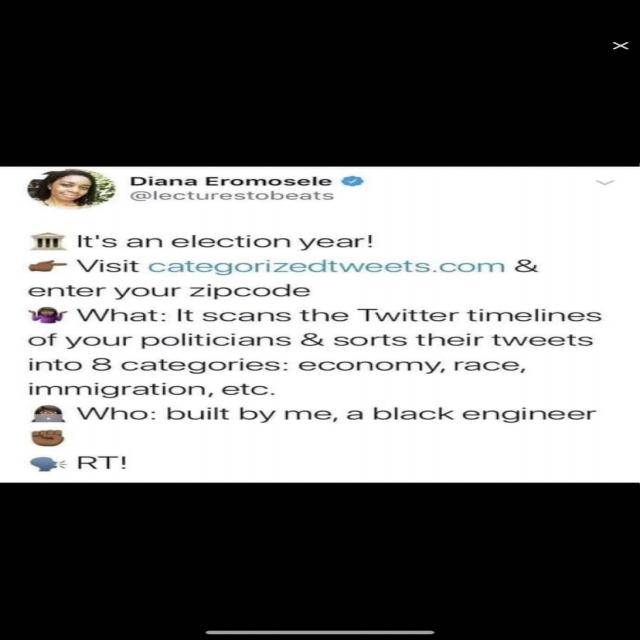 Diana Eromosele
@lecturestobeats
🏛️ It's an election year!
👉🏾 Visit categorizedtweets.com &
enter your zipcode
🤷🏾‍♀️ What: It scans the Twitter timelines
of your politicians & sorts their tweets
into 8 categories: economy, race,
immigration, etc.
👩🏾‍💻 Who: built by me, a black engineer
✊🏾
🗣️ RT!